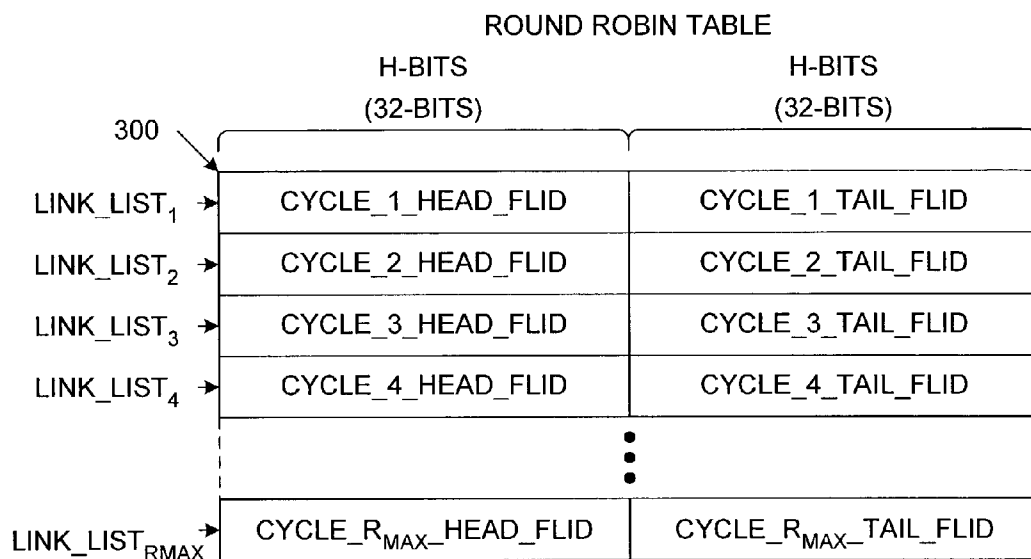 ROUND ROBIN TABLE
H-BITS H-BITS
(32-BITS) (32-BITS)
300
LINK_LIST1 CYCLE_1_HEAD_FLID CYCLE_1_TAIL_FLID
LINK_LIST2 CYCLE_2_HEAD_FLID CYCLE_2_TAIL_FLID
LINK_LIST3 CYCLE_3_HEAD_FLID CYCLE_3_TAIL_FLID
LINK_LIST4 CYCLE_4_HEAD_FLID CYCLE_4_TAIL_FLID
LINK_LISTRMAX CYCLE_RMAX_HEAD_FLID CYCLE_RMAX_TAIL_FLID